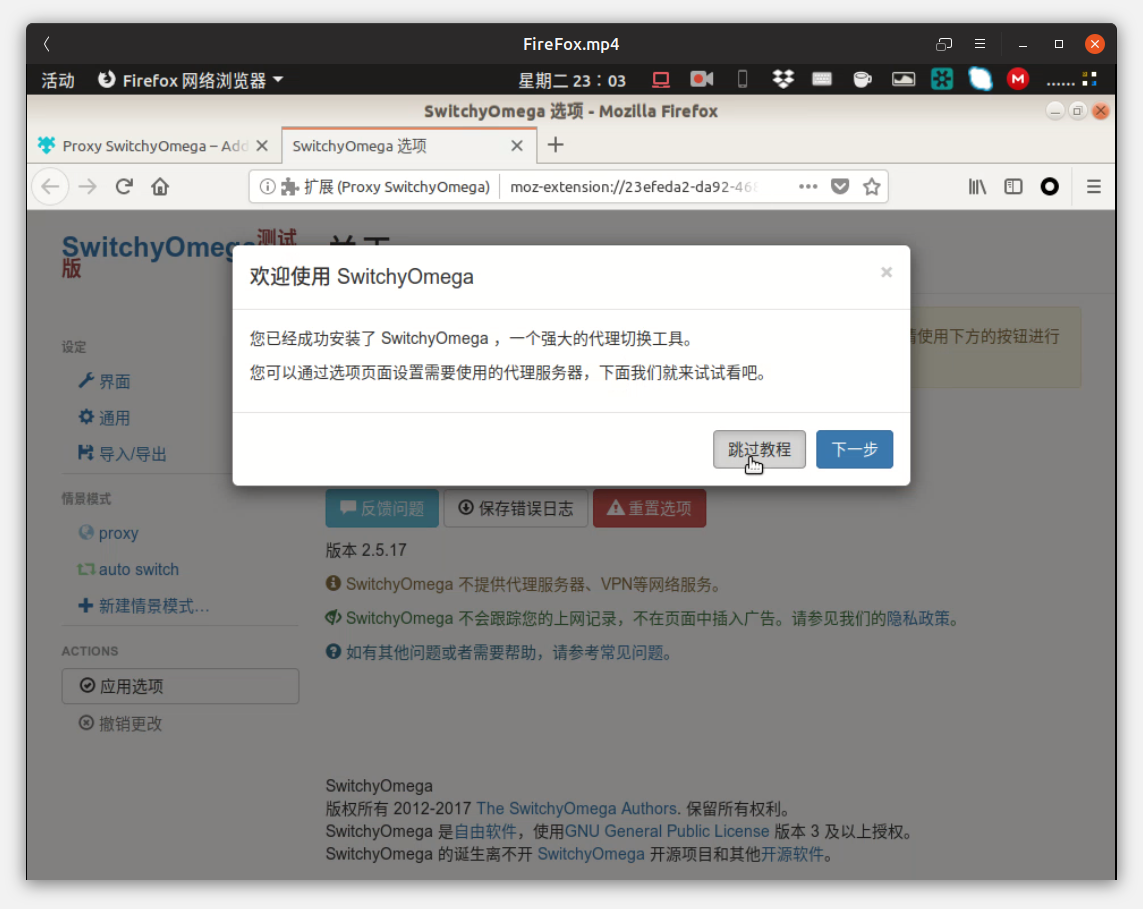 FireFox.mp4
活动 Firefox 网络浏览器 星期二 23：03
SwitchyOmega 选项 - Mozilla Firefox
Proxy SwitchyOmega – Add SwitchyOmega 选项
扩展 (Proxy SwitchyOmega) moz-extension://23efeda2-da92-468
SwitchyOmega测试版
关于
欢迎使用 SwitchyOmega
您已经成功安装了 SwitchyOmega ，一个强大的代理切换工具。
您可以通过选项页面设置需要使用的代理服务器，下面我们就来试试看吧。
跳过教程 下一步
请使用下方的按钮进行
设定
界面
通用
导入/导出
情景模式
proxy
auto switch
新建情景模式…
ACTIONS
应用选项
撤销更改
反馈问题 保存错误日志 重置选项
版本 2.5.17
SwitchyOmega 不提供代理服务器、VPN等网络服务。
SwitchyOmega 不会跟踪您的上网记录，不在页面中插入广告。请参见我们的隐私政策。
如有其他问题或者需要帮助，请参考常见问题。
SwitchyOmega
版权所有 2012-2017 The SwitchyOmega Authors. 保留所有权利。
SwitchyOmega 是自由软件，使用GNU General Public License 版本 3 及以上授权。
SwitchyOmega 的诞生离不开 SwitchyOmega 开源项目和其他开源软件。